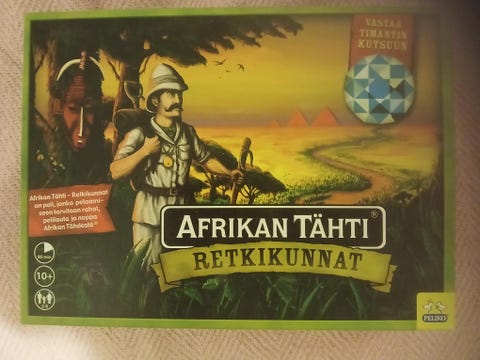 VASTAA
TIMANTIN
KUTSUUN
Afrikan Tähti - Retkikunnat
on peli, jonka pelaami-
seen tarvitaan rahat,
pelilauta ja noppa
Afrikan Tähdestä®
AFRIKAN TÄHTI®
RETKIKUNNAT
10+
PELIKO